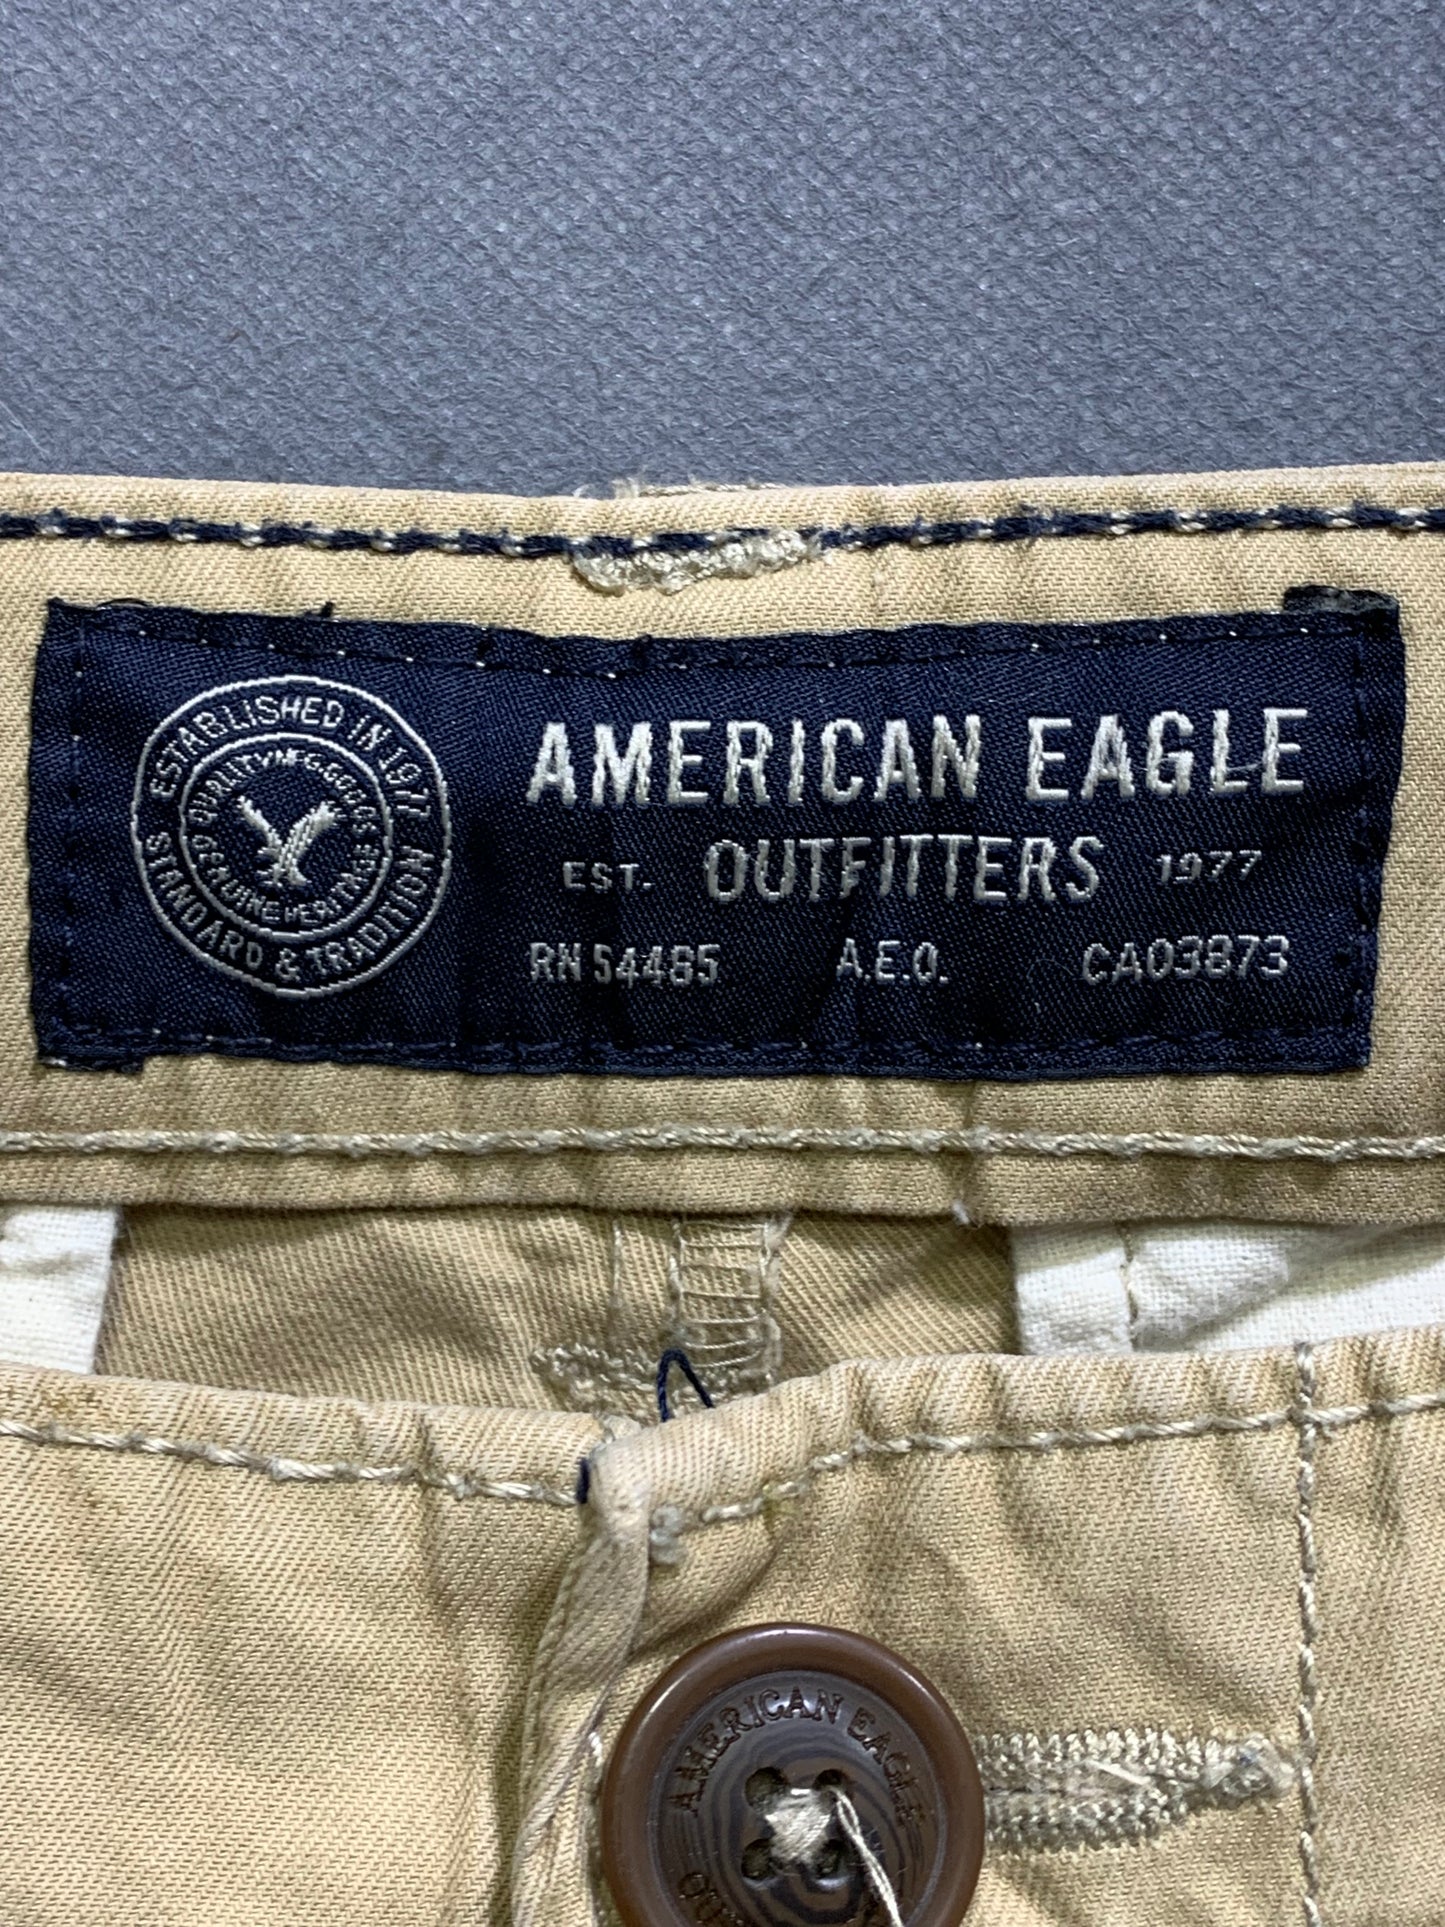 ESTABLISHED IN 1977
STANDARD & TRADITION
QUALITY MFG. GOODS
GENUINE HERITAGE
AMERICAN EAGLE
EST. OUTFITTERS 1977
RN 54485 A.E.O. CA03873
AMERICAN EAGLE